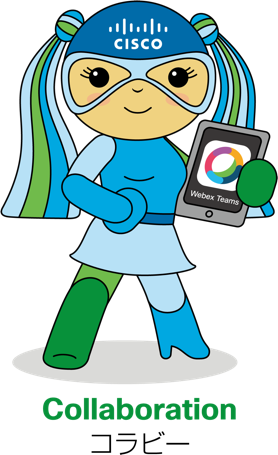 CISCO
Webex Teams
Collaboration
コラビー